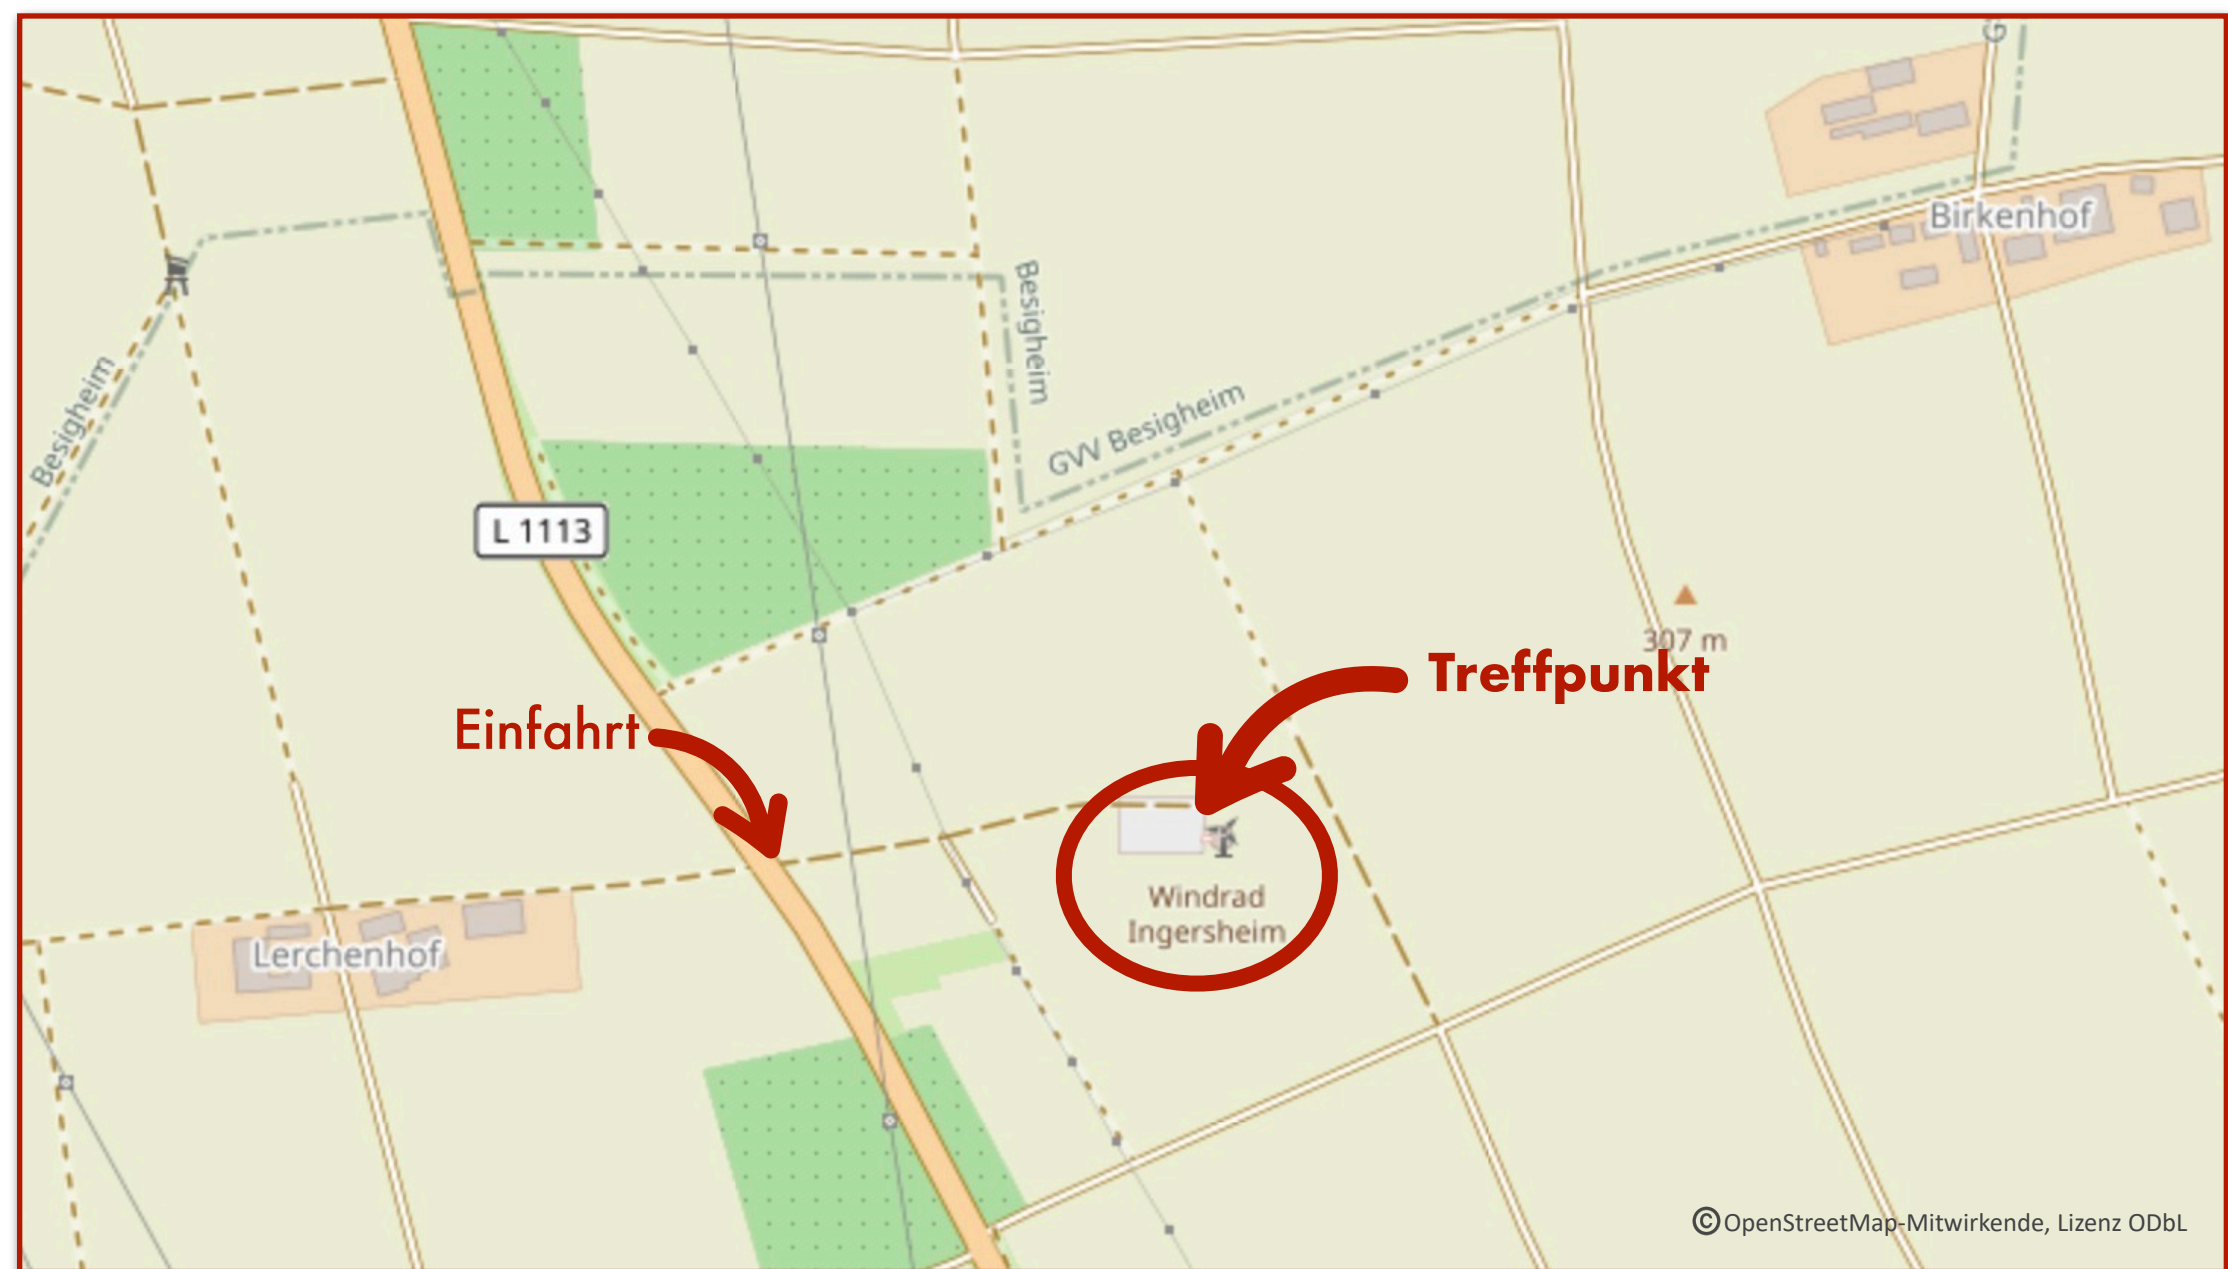 G
Birkenhof
Besigheim
Besigheim
GVV Besigheim
L 1113
307 m
Treffpunkt
Einfahrt
Windrad
Ingersheim
Lerchenhof
©OpenStreetMap-Mitwirkende, Lizenz ODbL